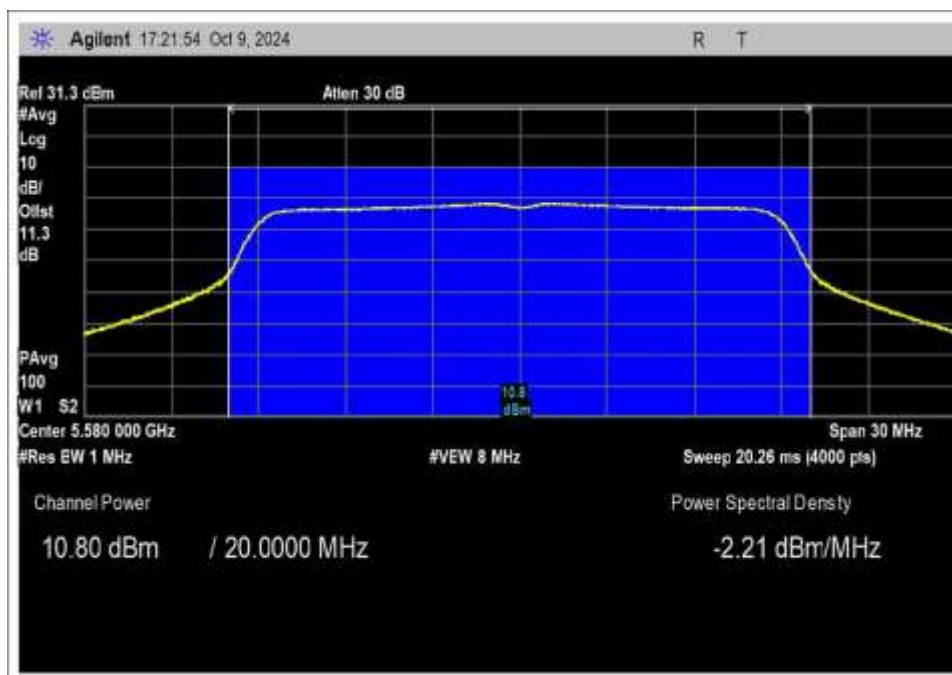 Agilent 17:21:54 Oct 9, 2024
R T
Ref 31.3 dBm
Atten 30 dB
#Avg
Log
10
dB/
Offst
11.3
dB
10.8
dBm
PAvg
100
W1 S2
Center 5.580 000 GHz
Span 30 MHz
#Res BW 1 MHz
#VBW 8 MHz
Sweep 20.26 ms (4000 pts)
Channel Power
Power Spectral Density
10.80 dBm / 20.0000 MHz
-2.21 dBm/MHz